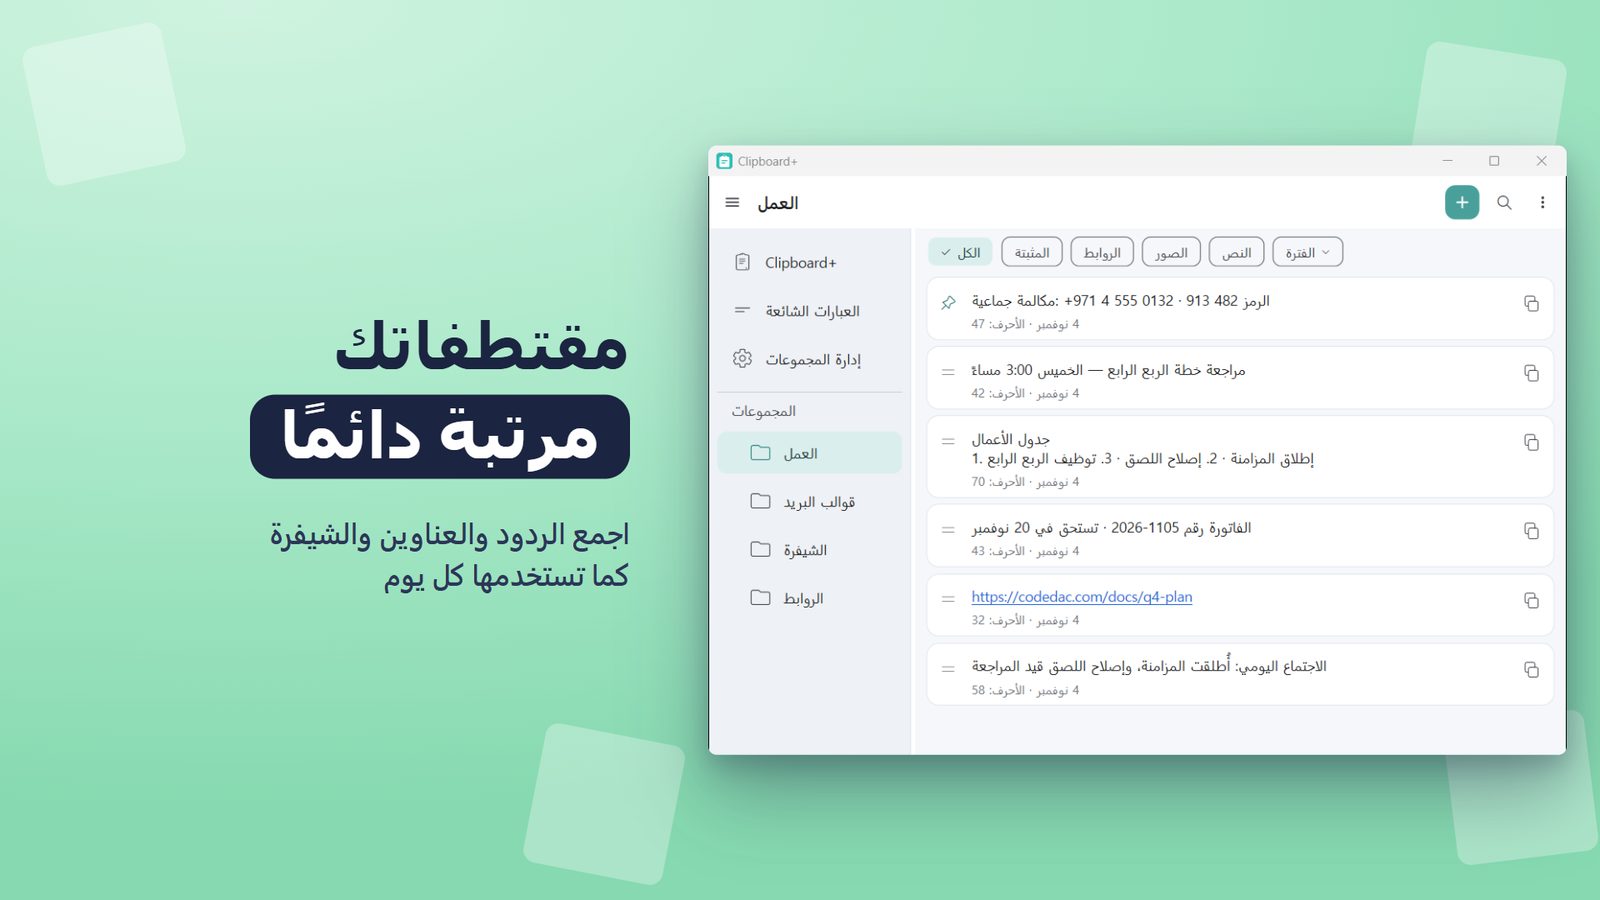 مقتطفاتك
مرتبة دائمًا
اجمع الردود والعناوين والشيفرة
كما تستخدمها كل يوم
Clipboard+
العمل
Clipboard+
العبارات الشائعة
إدارة المجموعات
المجموعات
العمل
قوالب البريد
الشيفرة
الروابط
الكل
المثبتة
الروابط
الصور
النص
الفترة
مكالمة جماعية: +971 4 555 0132 · الرمز 482 913
4 نوفمبر · الأحرف: 47
مراجعة خطة الربع الرابع — الخميس 3:00 مساءً
4 نوفمبر · الأحرف: 42
جدول الأعمال
1. إطلاق المزامنة · 2. إصلاح اللصق · 3. توظيف الربع الرابع
4 نوفمبر · الأحرف: 70
الفاتورة رقم 2026-1105 · تستحق في 20 نوفمبر
4 نوفمبر · الأحرف: 43
https://codedac.com/docs/q4-plan
4 نوفمبر · الأحرف: 32
الاجتماع اليومي: أُطلقت المزامنة، وإصلاح اللصق قيد المراجعة
4 نوفمبر · الأحرف: 58